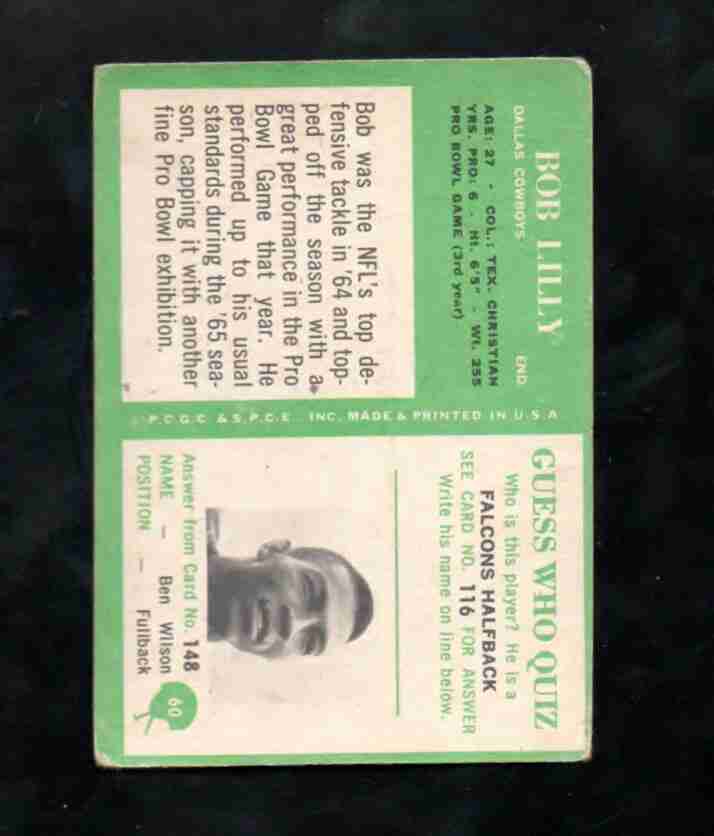 BOB LILLY
DALLAS COWBOYS END
AGE: 27 - COL.: TEX. CHRISTIAN
YRS. PRO: 6 - Ht. 6'5" - Wt. 255
PRO BOWL GAME (3rd year)
Bob was the NFL's top de-
fensive tackle in '64 and top-
ped off the season with a
great performance in the Pro
Bowl Game that year. He
performed up to his usual
standards during the '65 sea-
son, capping it with another
fine Pro Bowl exhibition.
P.C.G.C. & S.P.C.E. INC. MADE & PRINTED IN U.S.A
GUESS WHO QUIZ
Who is this player? He is a
FALCONS HALFBACK
SEE CARD NO. 116 FOR ANSWER
Write his name on line below.
Answer from Card No. 148
NAME — Ben Wilson
POSITION — Fullback
60